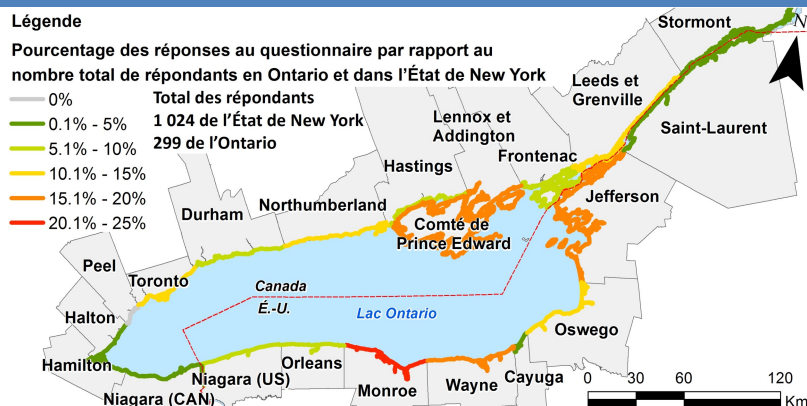 Légende
Pourcentage des réponses au questionnaire par rapport au
nombre total de répondants en Ontario et dans l'État de New York
0%
0.1% - 5%
5.1% - 10%
10.1% - 15%
15.1% - 20%
20.1% - 25%
Total des répondants
1 024 de l'État de New York
299 de l'Ontario
Stormont
N
Leeds et
Grenville
Saint-Laurent
Lennox et
Addington
Frontenac
Hastings
Jefferson
Northumberland
Durham
Comté de
Prince Edward
Peel
Toronto
Canada
É.-U.
Lac Ontario
Halton
Oswego
Hamilton
Orleans
Niagara (US)
Monroe
Wayne
Cayuga
Niagara (CAN)
0 30 60 120
Km